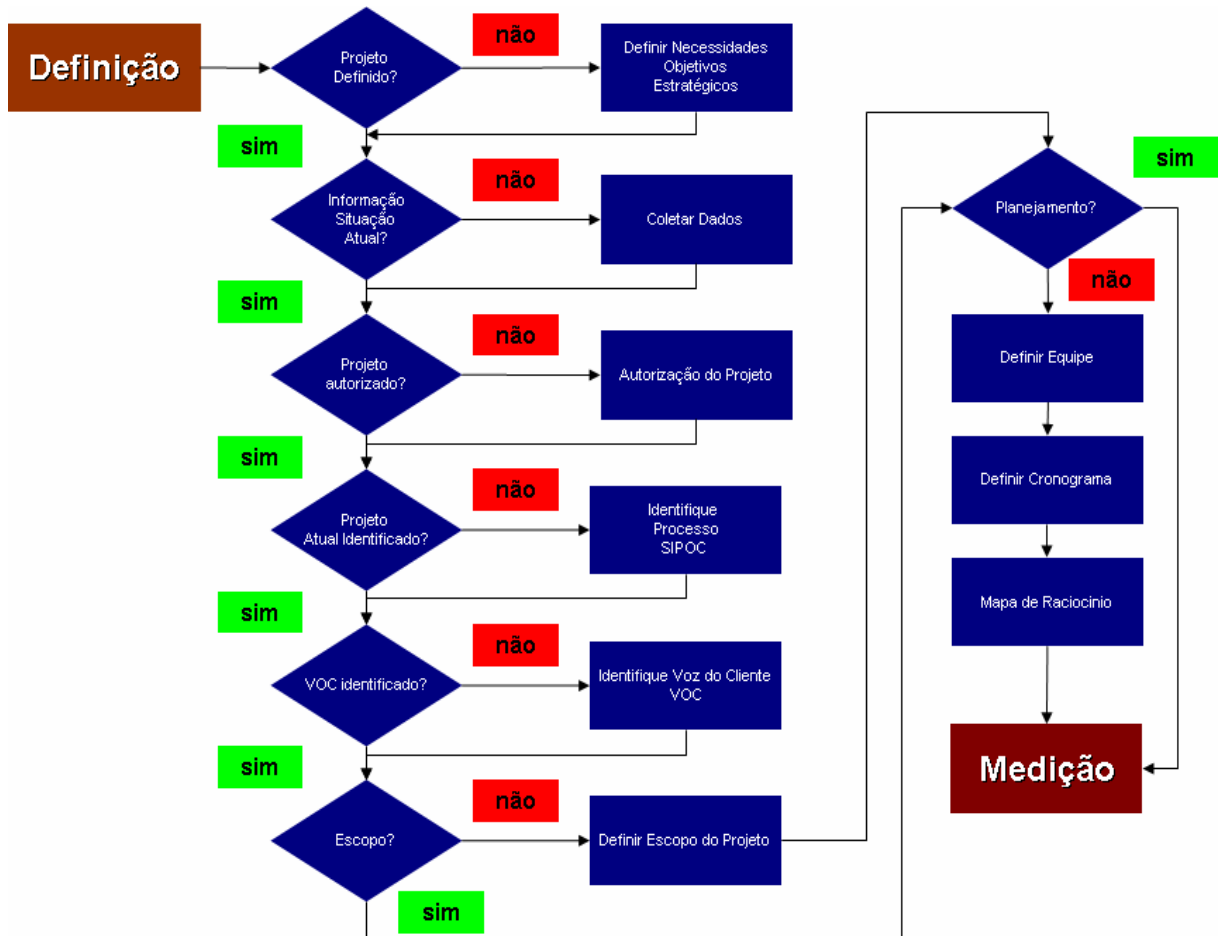 Definição
Projeto
Definido?
não
Definir Necessidades
Objetivos
Estratégicos
sim
Informação
Situação
Atual?
não
Coletar Dados
sim
Projeto
autorizado?
não
Autorização do Projeto
sim
Projeto
Atual Identificado?
não
Identifique
Processo
SIPOC
sim
VOC identificado?
não
Identifique Voz do Cliente
VOC
sim
Escopo?
não
Definir Escopo do Projeto
sim
Planejamento?
sim
não
Definir Equipe
Definir Cronograma
Mapa de Raciocinio
Medição